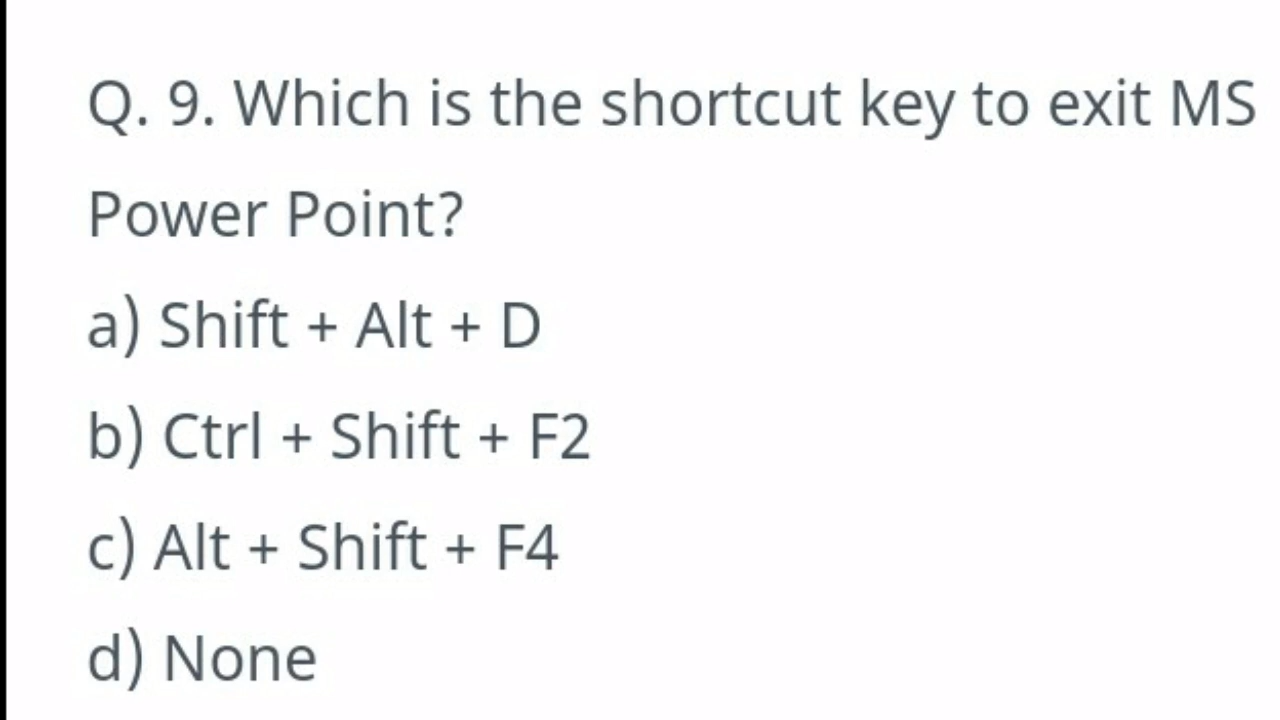 Q. 9. Which is the shortcut key to exit MS
Power Point?
a) Shift + Alt + D
b) Ctrl + Shift + F2
c) Alt + Shift + F4
d) None